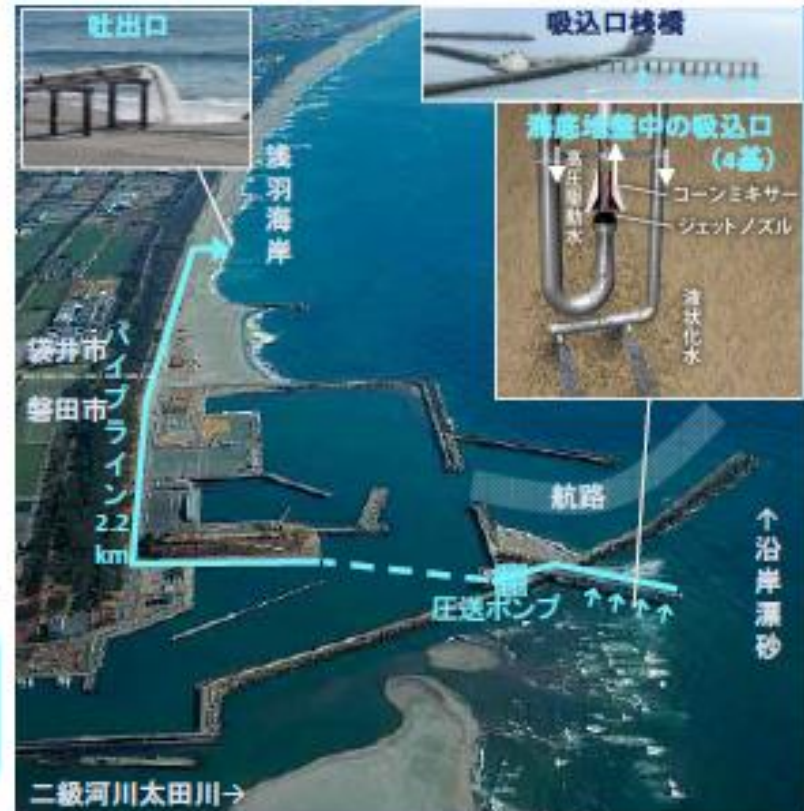 吐出口
吸込口桟橋
海底地盤中の吸込口
(4基)
高圧駆動水
コーンミキサー
ジェットノズル
液状化水
浅羽海岸
袋井市
磐田市
パイプライン
2.2
km
航路
圧送ポンプ
↑沿岸漂砂
二級河川太田川→